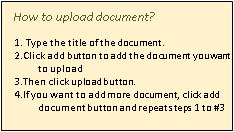 How to upload document?
1. Type the title of the document.
2.Click add button to add the document you want
to upload
3.Then click upload button.
4.If you want to add more document, click add
document button and repeat steps 1 to #3